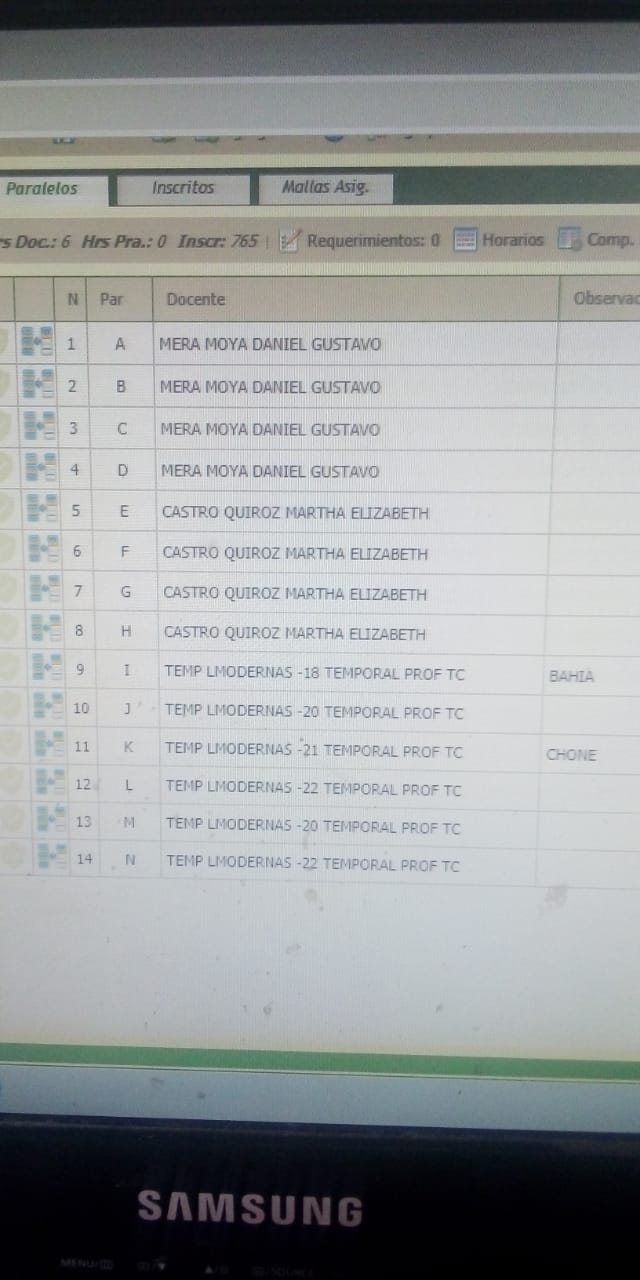 Paralelos Inscritos Mallas Asig.
s Doc.: 6 Hrs Pra.: 0 Inscr: 765 Requerimientos: 0 Horarios Comp.
N Par Docente Observac
1 A MERA MOYA DANIEL GUSTAVO
2 B MERA MOYA DANIEL GUSTAVO
3 C MERA MOYA DANIEL GUSTAVO
4 D MERA MOYA DANIEL GUSTAVO
5 E CASTRO QUIROZ MARTHA ELIZABETH
6 F CASTRO QUIROZ MARTHA ELIZABETH
7 G CASTRO QUIROZ MARTHA ELIZABETH
8 H CASTRO QUIROZ MARTHA ELIZABETH
9 I TEMP LMODERNAS -18 TEMPORAL PROF TC BAHIA
10 J TEMP LMODERNAS -20 TEMPORAL PROF TC
11 K TEMP LMODERNAS -21 TEMPORAL PROF TC CHONE
12 L TEMP LMODERNAS -22 TEMPORAL PROF TC
13 M TEMP LMODERNAS -20 TEMPORAL PROF TC
14 N TEMP LMODERNAS -22 TEMPORAL PROF TC
SAMSUNG
MENU